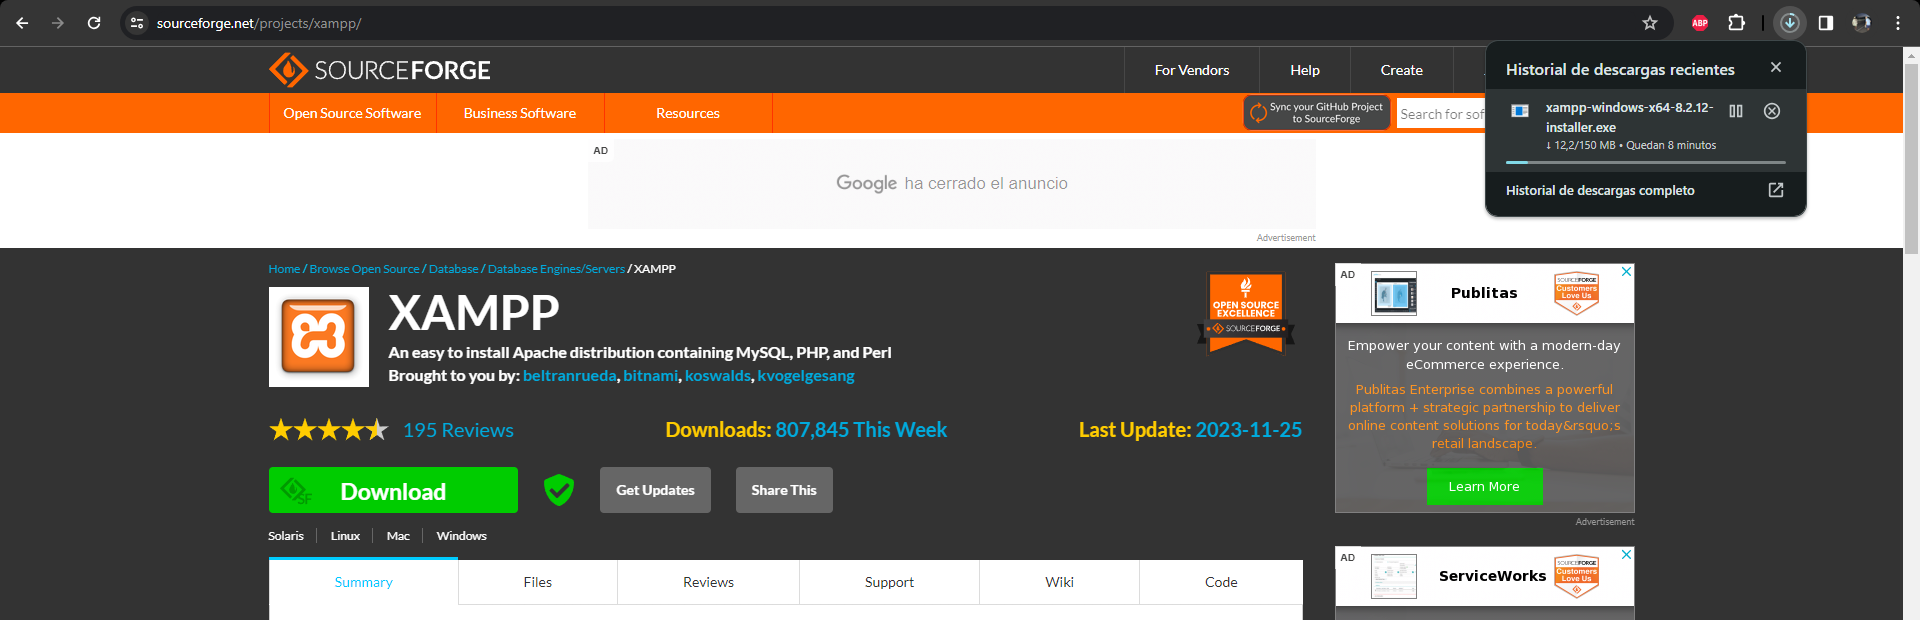 sourceforge.net/projects/xampp/
ABP
SOURCEFORGE
For Vendors
Help
Create
Historial de descargas recientes
xampp-windows-x64-8.2.12-
installer.exe
↓ 12,2/150 MB • Quedan 8 minutos
Historial de descargas completo
Open Source Software
Business Software
Resources
Sync your GitHub Project
to SourceForge
Search for sof
AD
Google ha cerrado el anuncio
Advertisement
Home / Browse Open Source / Database / Database Engines/Servers / XAMPP
XAMPP
An easy to install Apache distribution containing MySQL, PHP, and Perl
Brought to you by: beltranrueda, bitnami, koswalds, kvogelgesang
OPEN SOURCE
EXCELLENCE
SOURCEFORGE
195 Reviews
Downloads: 807,845 This Week
Last Update: 2023-11-25
SF
Download
Get Updates
Share This
Solaris
Linux
Mac
Windows
Summary
Files
Reviews
Support
Wiki
Code
AD
Publitas
SOURCEFORGE
Customers
Love Us
Empower your content with a modern-day
eCommerce experience.
Publitas Enterprise combines a powerful
platform + strategic partnership to deliver
online content solutions for today&rsquo;s
retail landscape.
Learn More
Advertisement
AD
ServiceWorks
SOURCEFORGE
Customers
Love Us